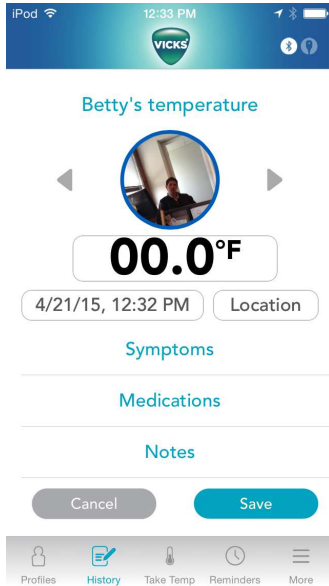 iPod 12:33 PM
VICKS
Betty's temperature
00.0°F
4/21/15, 12:32 PM Location
Symptoms
Medications
Notes
Cancel Save
Profiles History Take Temp Reminders More